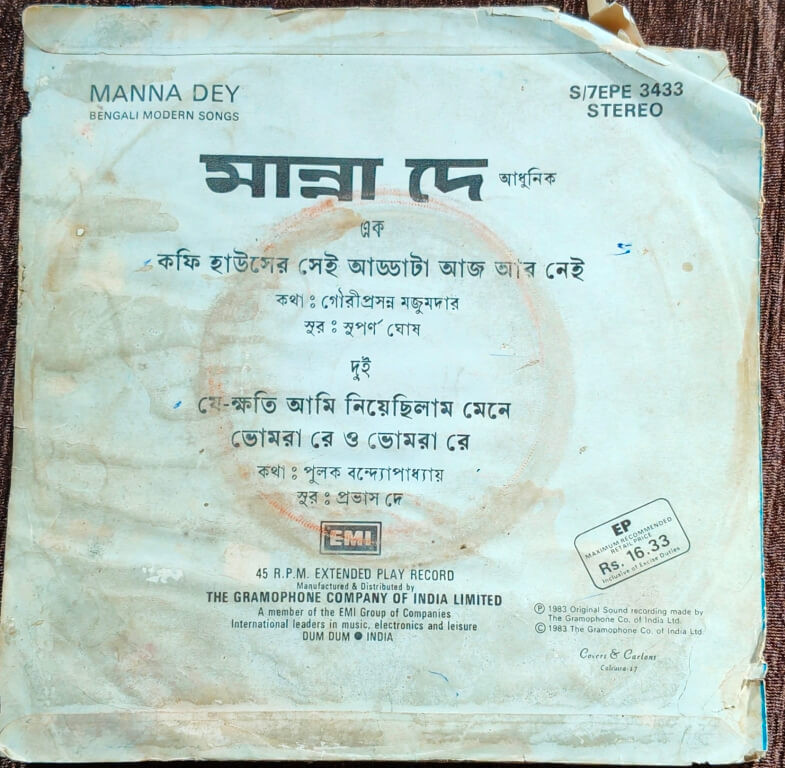 MANNA DEY
BENGALI MODERN SONGS
S/7EPE 3433
STEREO
মান্না দে আধুনিক
এক
কফি হাউসের সেই আড্ডাটা আজ আর নেই
কথা : গৌরীপ্রসন্ন মজুমদার
সুর : সুপর্ণ ঘোষ
দুই
যে-ক্ষতি আমি নিয়েছিলাম মেনে
ভোমরা রে ও ভোমরা রে
কথা : পুলক বন্দ্যোপাধ্যায়
সুর : প্রভাস দে
EMI
45 R.P.M. EXTENDED PLAY RECORD
Manufactured & Distributed by
THE GRAMOPHONE COMPANY OF INDIA LIMITED
A member of the EMI Group of Companies
International leaders in music, electronics and leisure
DUM DUM ● INDIA
EP
MAXIMUM RECOMMENDED
RETAIL PRICE
Rs. 16.33
Inclusive of Excise Duties
Ⓟ 1983 Original Sound recording made by
The Gramophone Co. of India Ltd.
© 1983 The Gramophone Co. of India Ltd
Covers & Cartons
Calcutta-17